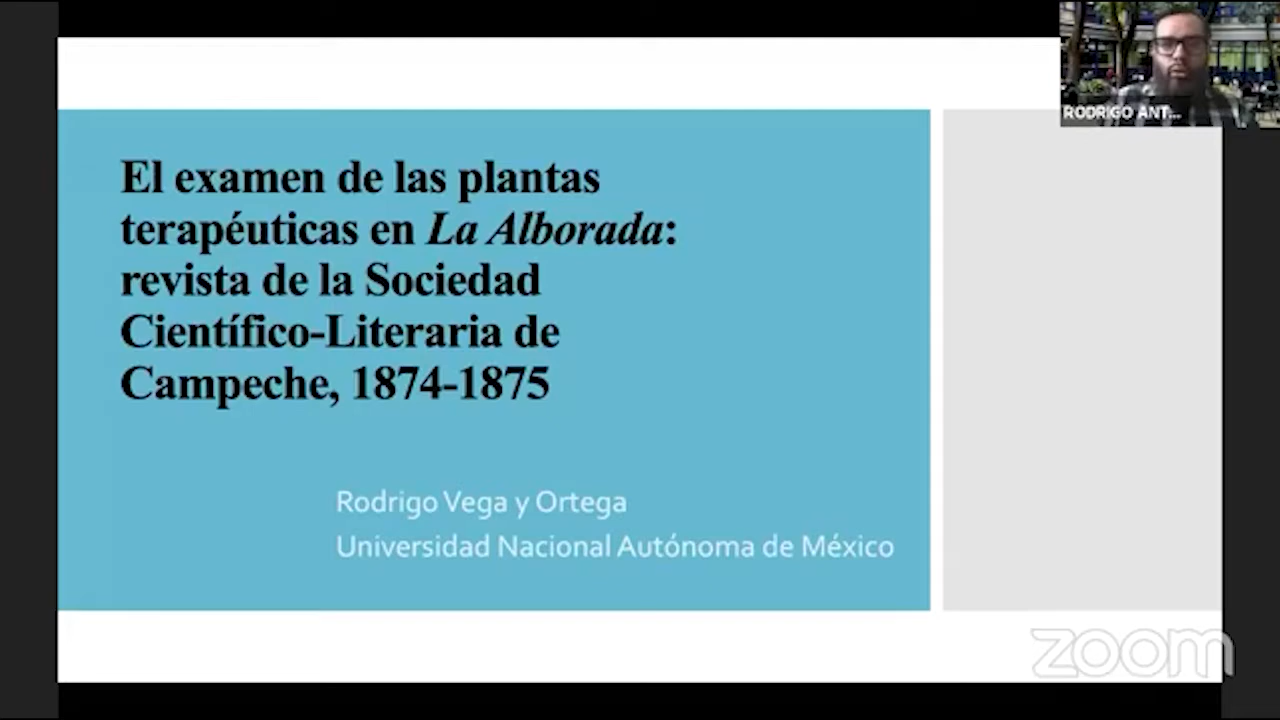 RODRIGO ANT...
El examen de las plantas
terapéuticas en La Alborada:
revista de la Sociedad
Científico-Literaria de
Campeche, 1874-1875
Rodrigo Vega y Ortega
Universidad Nacional Autónoma de México
zoom